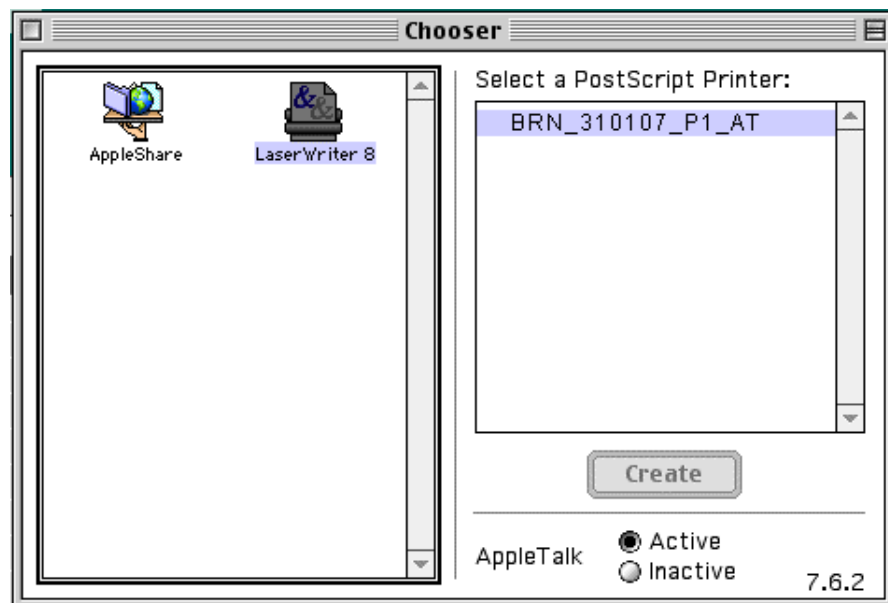 Chooser
AppleShare
LaserWriter 8
&&
Select a PostScript Printer:
BRN_310107_P1_AT
Create
AppleTalk
Active
Inactive
7.6.2